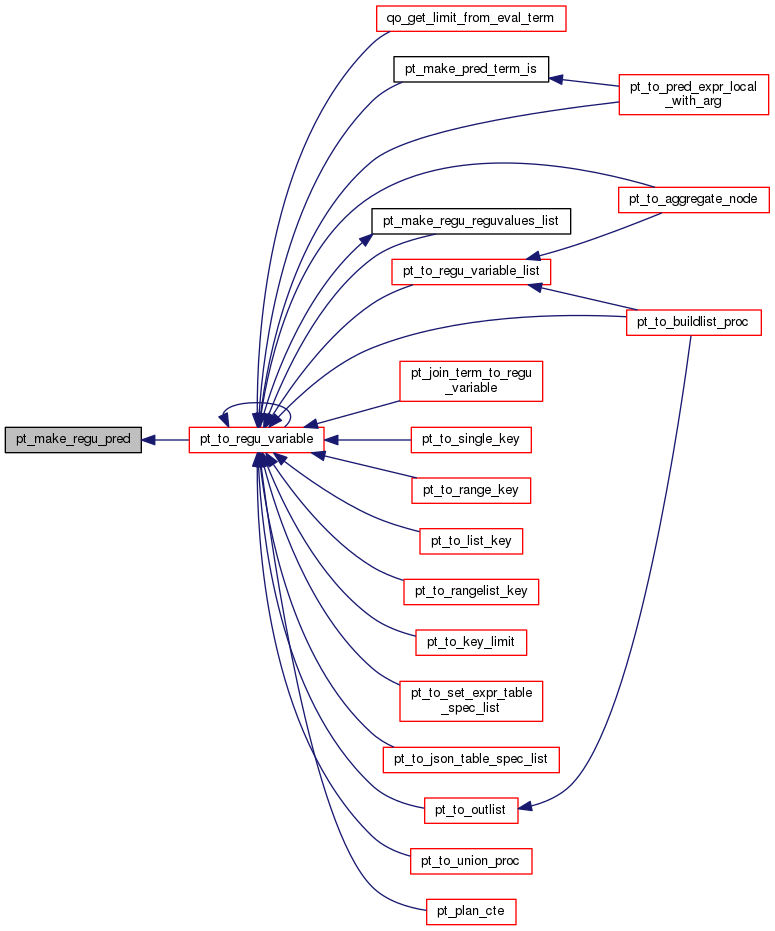 qo_get_limit_from_eval_term
pt_make_pred_term_is
pt_to_pred_expr_local
_with_arg
pt_to_aggregate_node
pt_make_regu_reguvalues_list
pt_to_regu_variable_list
pt_to_buildlist_proc
pt_join_term_to_regu
_variable
pt_make_regu_pred
pt_to_regu_variable
pt_to_single_key
pt_to_range_key
pt_to_list_key
pt_to_rangelist_key
pt_to_key_limit
pt_to_set_expr_table
_spec_list
pt_to_json_table_spec_list
pt_to_outlist
pt_to_union_proc
pt_plan_cte